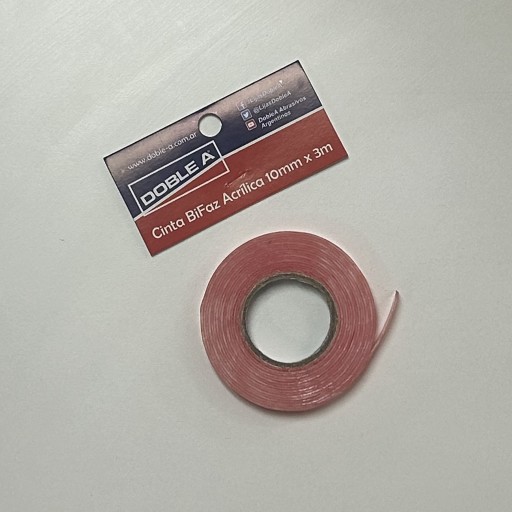 www.doble-a.com.ar
@LijasDobleA
DobleA Abrasivos
Argentinos
DOBLE A
Cinta BiFaz Acrílica 10mm x 3m